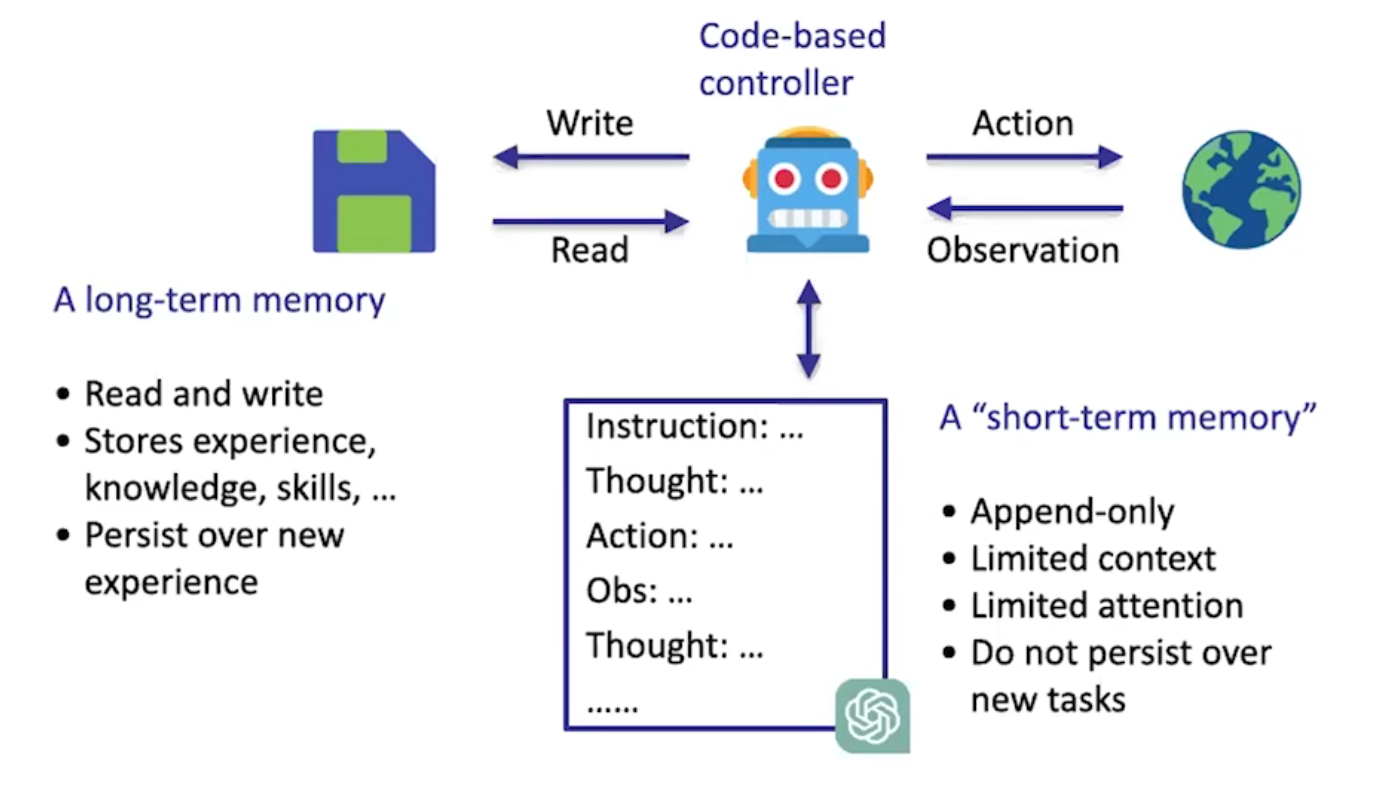 Code-based
controller
Write
Action
Read
Observation
A long-term memory
• Read and write
• Stores experience,
knowledge, skills, ...
• Persist over new
experience
Instruction: ...
Thought: ...
Action: ...
Obs: ...
Thought: ...
......
A “short-term memory”
• Append-only
• Limited context
• Limited attention
• Do not persist over
new tasks